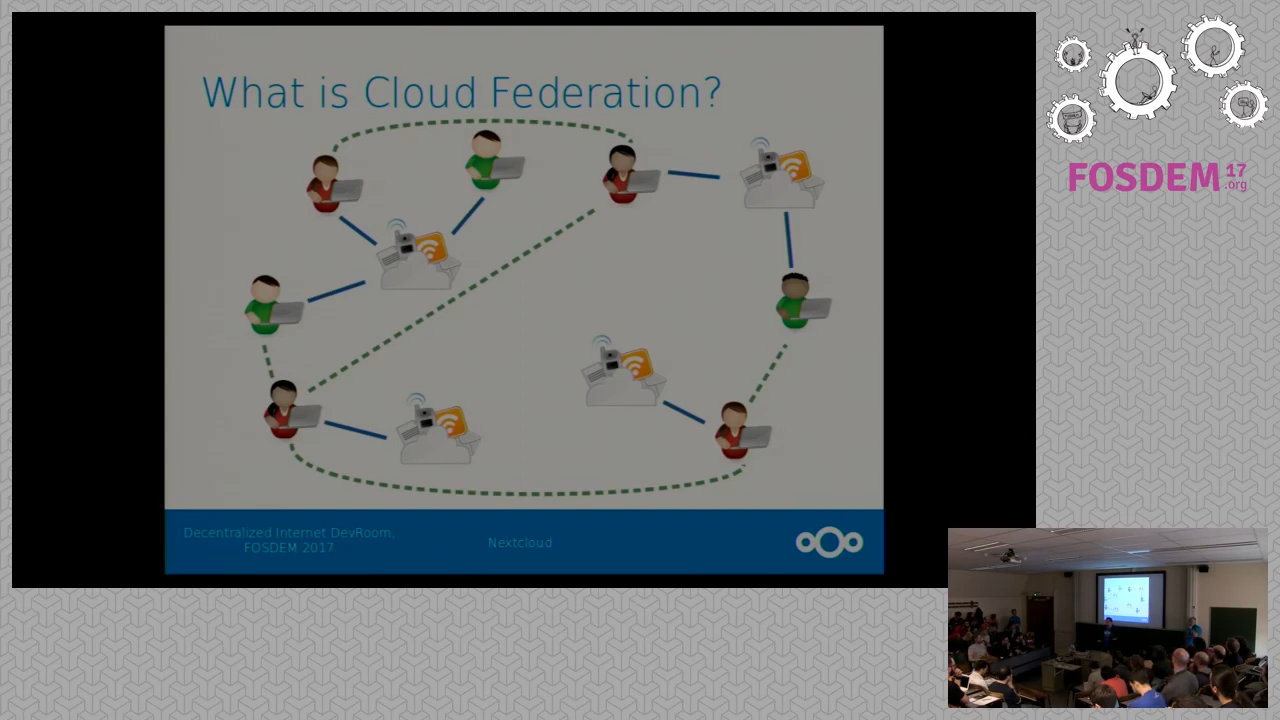 What is Cloud Federation?
Decentralized Internet DevRoom,
FOSDEM 2017
Nextcloud
FOSDEM 17
.org